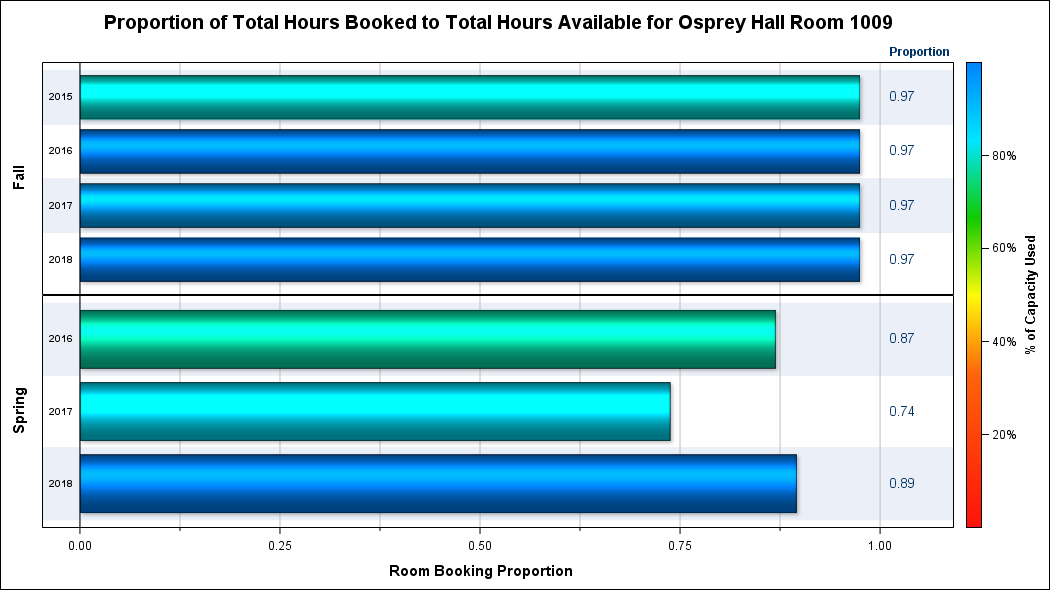 Proportion of Total Hours Booked to Total Hours Available for Osprey Hall Room 1009
Proportion
Fall
2015 0.97
2016 0.97
2017 0.97
2018 0.97
Spring
2016 0.87
2017 0.74
2018 0.89
0.00 0.25 0.50 0.75 1.00
Room Booking Proportion
80%
60%
40%
20%
% of Capacity Used